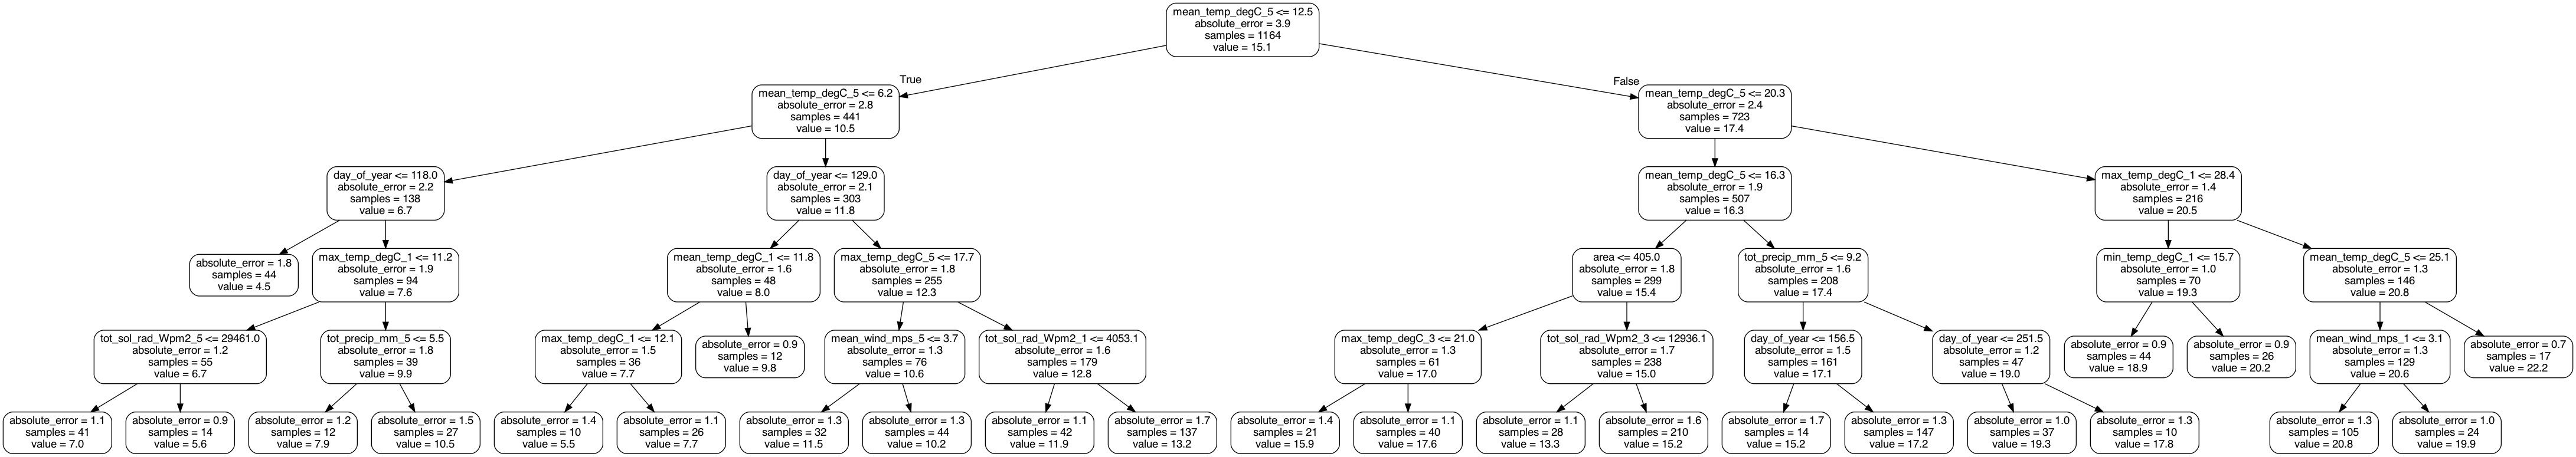 mean_temp_degC_5 <= 12.5
absolute_error = 3.9
samples = 1164
value = 15.1
True
False
mean_temp_degC_5 <= 6.2
absolute_error = 2.8
samples = 441
value = 10.5
mean_temp_degC_5 <= 20.3
absolute_error = 2.4
samples = 723
value = 17.4
day_of_year <= 118.0
absolute_error = 2.2
samples = 138
value = 6.7
day_of_year <= 129.0
absolute_error = 2.1
samples = 303
value = 11.8
mean_temp_degC_5 <= 16.3
absolute_error = 1.9
samples = 507
value = 16.3
max_temp_degC_1 <= 28.4
absolute_error = 1.4
samples = 216
value = 20.5
absolute_error = 1.8
samples = 44
value = 4.5
max_temp_degC_1 <= 11.2
absolute_error = 1.9
samples = 94
value = 7.6
mean_temp_degC_1 <= 11.8
absolute_error = 1.6
samples = 48
value = 8.0
max_temp_degC_5 <= 17.7
absolute_error = 1.8
samples = 255
value = 12.3
area <= 405.0
absolute_error = 1.8
samples = 299
value = 15.4
tot_precip_mm_5 <= 9.2
absolute_error = 1.6
samples = 208
value = 17.4
min_temp_degC_1 <= 15.7
absolute_error = 1.0
samples = 70
value = 19.3
mean_temp_degC_5 <= 25.1
absolute_error = 1.3
samples = 146
value = 20.8
tot_sol_rad_Wpm2_5 <= 29461.0
absolute_error = 1.2
samples = 55
value = 6.7
tot_precip_mm_5 <= 5.5
absolute_error = 1.8
samples = 39
value = 9.9
max_temp_degC_1 <= 12.1
absolute_error = 1.5
samples = 36
value = 7.7
absolute_error = 0.9
samples = 12
value = 9.8
mean_wind_mps_5 <= 3.7
absolute_error = 1.3
samples = 76
value = 10.6
tot_sol_rad_Wpm2_1 <= 4053.1
absolute_error = 1.6
samples = 179
value = 12.8
max_temp_degC_3 <= 21.0
absolute_error = 1.3
samples = 61
value = 17.0
tot_sol_rad_Wpm2_3 <= 12936.1
absolute_error = 1.7
samples = 238
value = 15.0
day_of_year <= 156.5
absolute_error = 1.5
samples = 161
value = 17.1
day_of_year <= 251.5
absolute_error = 1.2
samples = 47
value = 19.0
absolute_error = 0.9
samples = 44
value = 18.9
absolute_error = 0.9
samples = 26
value = 20.2
mean_wind_mps_1 <= 3.1
absolute_error = 1.3
samples = 129
value = 20.6
absolute_error = 0.7
samples = 17
value = 22.2
absolute_error = 1.1
samples = 41
value = 7.0
absolute_error = 0.9
samples = 14
value = 5.6
absolute_error = 1.2
samples = 12
value = 7.9
absolute_error = 1.5
samples = 27
value = 10.5
absolute_error = 1.4
samples = 10
value = 5.5
absolute_error = 1.1
samples = 26
value = 7.7
absolute_error = 1.3
samples = 32
value = 11.5
absolute_error = 1.3
samples = 44
value = 10.2
absolute_error = 1.1
samples = 42
value = 11.9
absolute_error = 1.7
samples = 137
value = 13.2
absolute_error = 1.4
samples = 21
value = 15.9
absolute_error = 1.1
samples = 40
value = 17.6
absolute_error = 1.1
samples = 28
value = 13.3
absolute_error = 1.6
samples = 210
value = 15.2
absolute_error = 1.7
samples = 14
value = 15.2
absolute_error = 1.3
samples = 147
value = 17.2
absolute_error = 1.0
samples = 37
value = 19.3
absolute_error = 1.3
samples = 10
value = 17.8
absolute_error = 1.3
samples = 105
value = 20.8
absolute_error = 1.0
samples = 24
value = 19.9